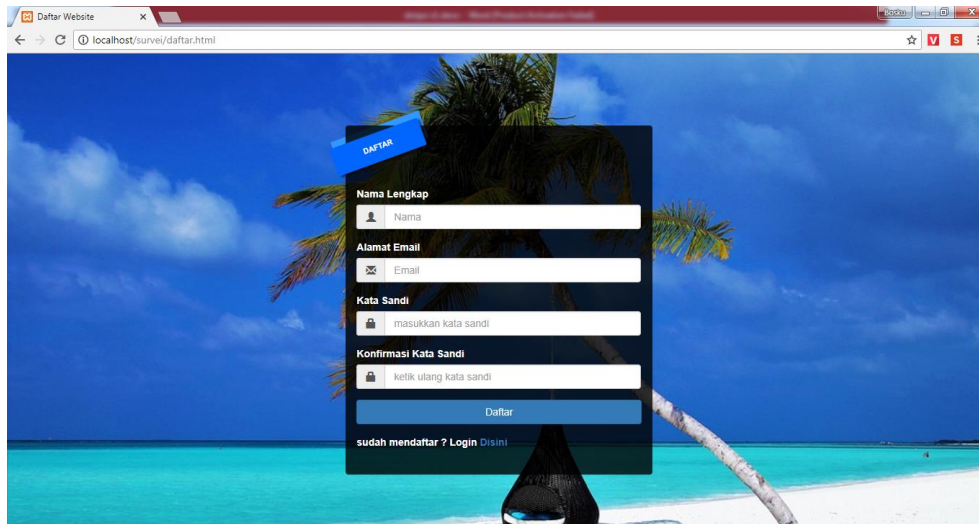 Daftar Website
Bosku
localhost/survei/daftar.html
DAFTAR
Nama Lengkap
Nama
Alamat Email
Email
Kata Sandi
masukkan kata sandi
Konfirmasi Kata Sandi
ketik ulang kata sandi
Daftar
sudah mendaftar ? Login Disini